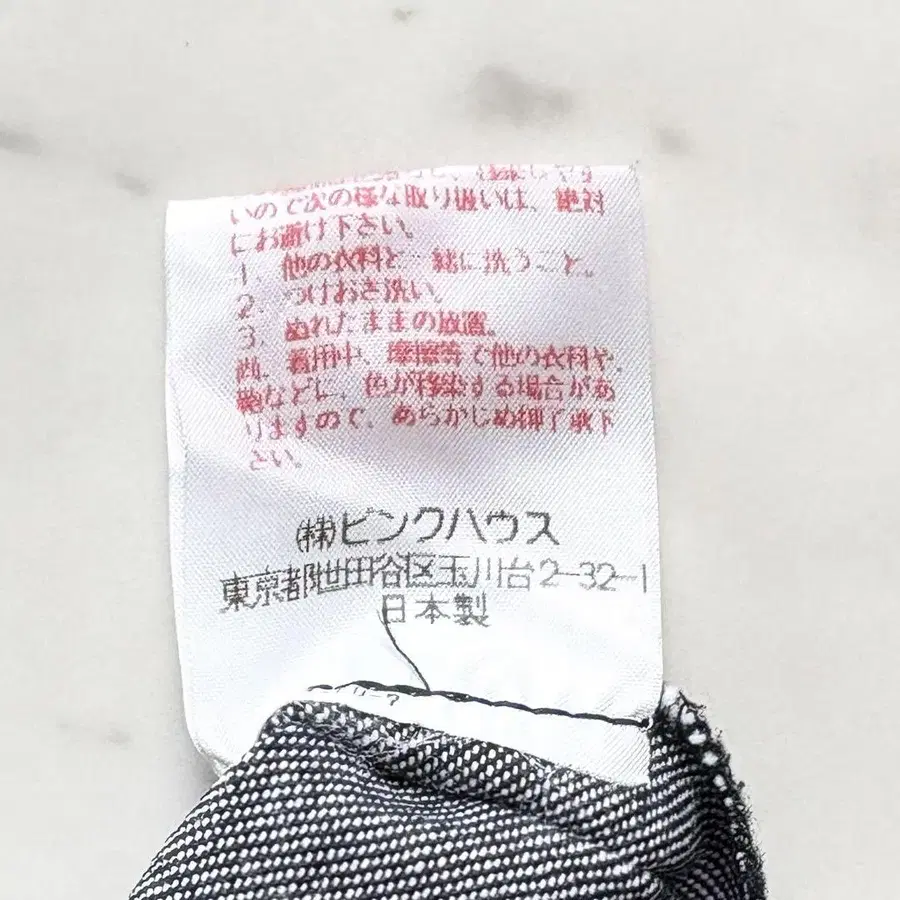 いので次の様な取り扱いは、絶対
にお避け下さい。
1. 他の衣料と一緒に洗うこと。
2. つけおき洗い。
3. ぬれたままの放置。
尚、着用中、摩擦等で他の衣料や、
鞄などに、色が移染する場合があ
りますので、あらかじめ御了承下
さい。
(株)ピンクハウス
東京都世田谷区玉川台2-32-1
日本製